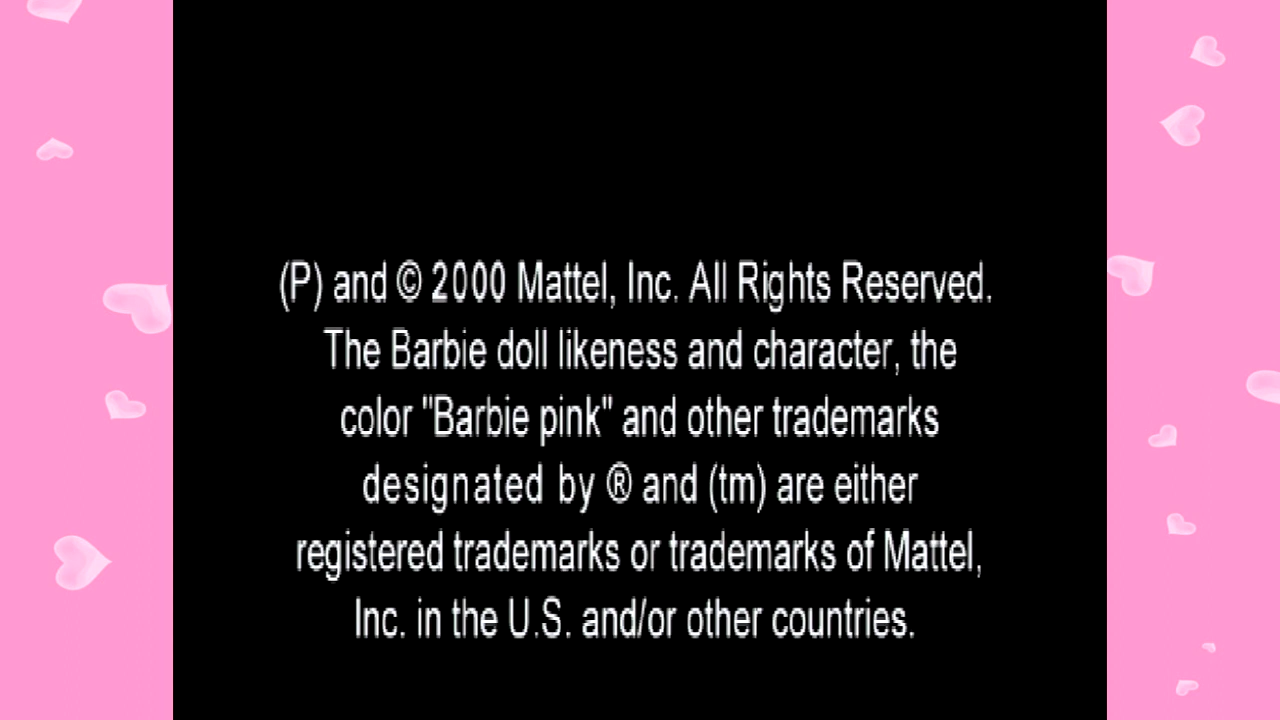 (P) and © 2000 Mattel, Inc. All Rights Reserved.
The Barbie doll likeness and character, the
color "Barbie pink" and other trademarks
designated by ® and (tm) are either
registered trademarks or trademarks of Mattel,
Inc. in the U.S. and/or other countries.